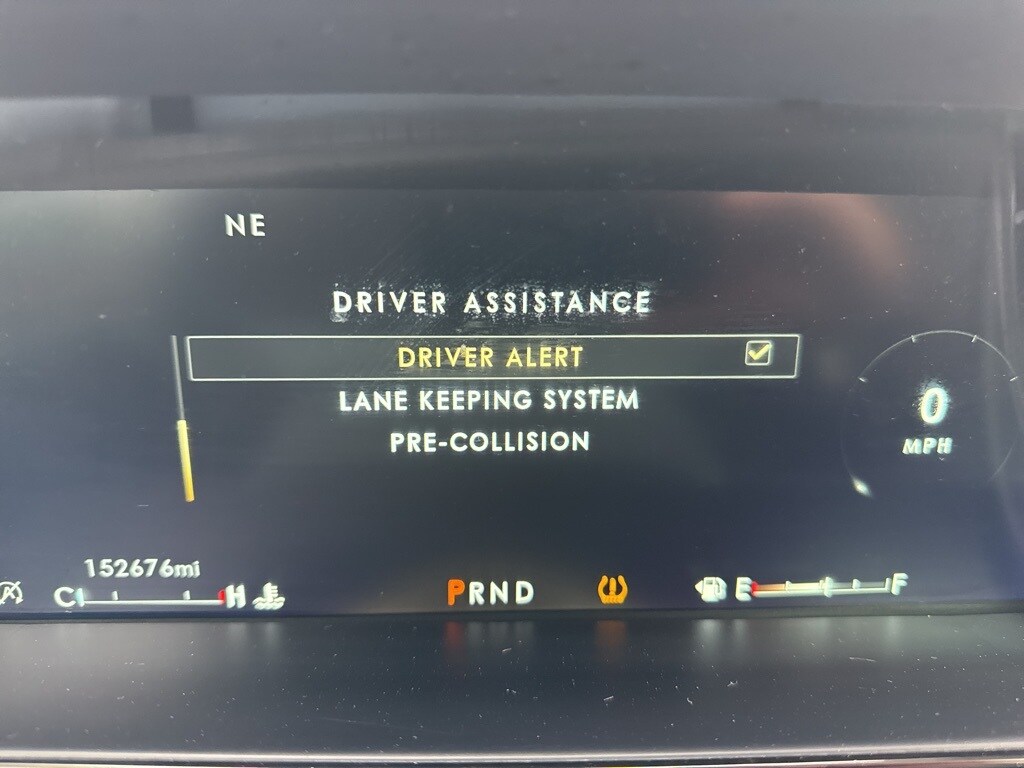 NE
DRIVER ASSISTANCE
DRIVER ALERT
LANE KEEPING SYSTEM
PRE-COLLISION
0
MPH
152676mi
C H
PRND
E F